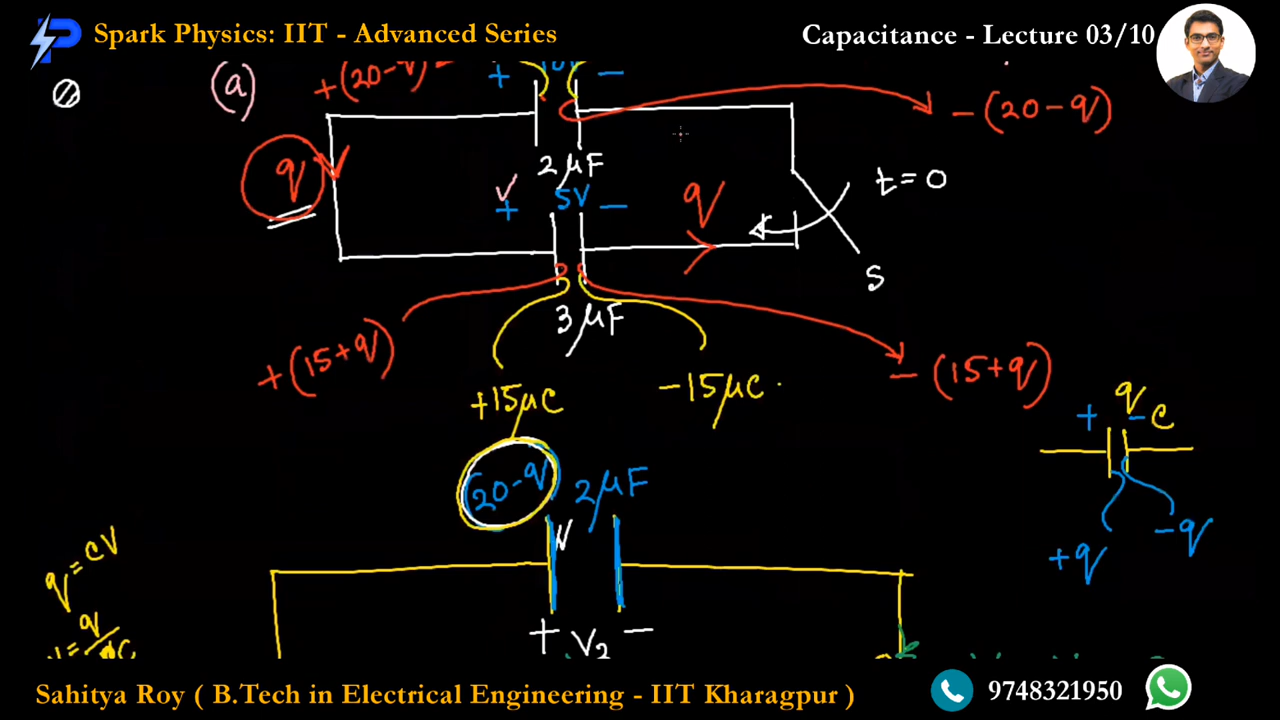 Spark Physics: IIT - Advanced Series
Capacitance - Lecture 03/10
(a)
+(20-q)
+ 10V −
−(20-q)
2μF
q
t=0
+ 5V −
q
S
3μF
+(15+q)
−(15+q)
+15μC
−15μC
q
+ − C
(20-q) 2μF
+q −q
q=CV
+ V₂ −
Sahitya Roy ( B.Tech in Electrical Engineering - IIT Kharagpur )
9748321950